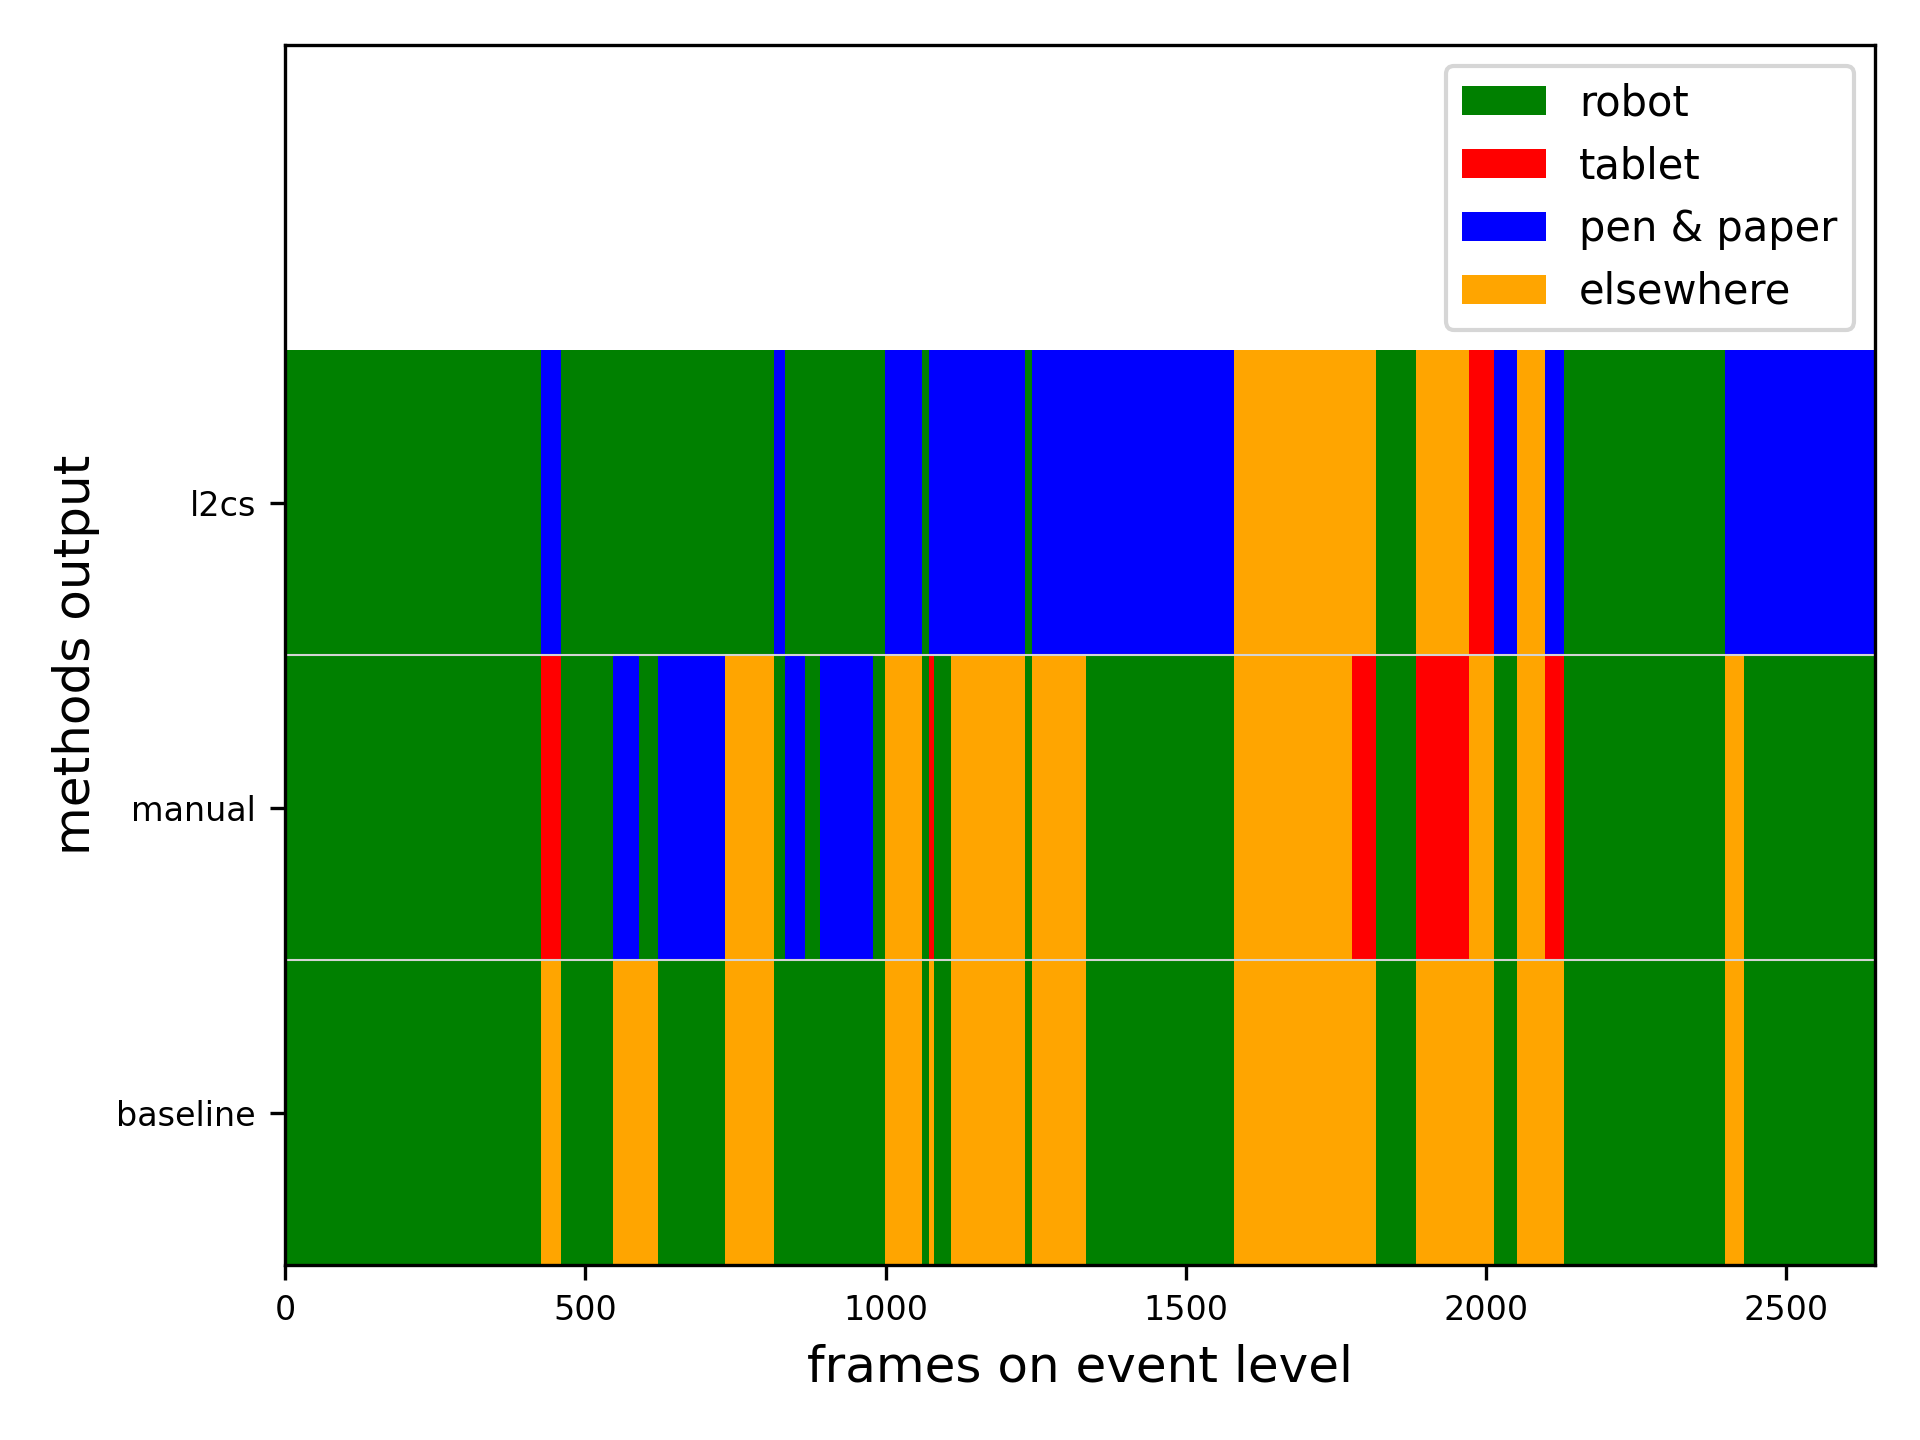 robot
tablet
pen & paper
elsewhere
methods output
l2cs
manual
baseline
0 500 1000 1500 2000 2500
frames on event level